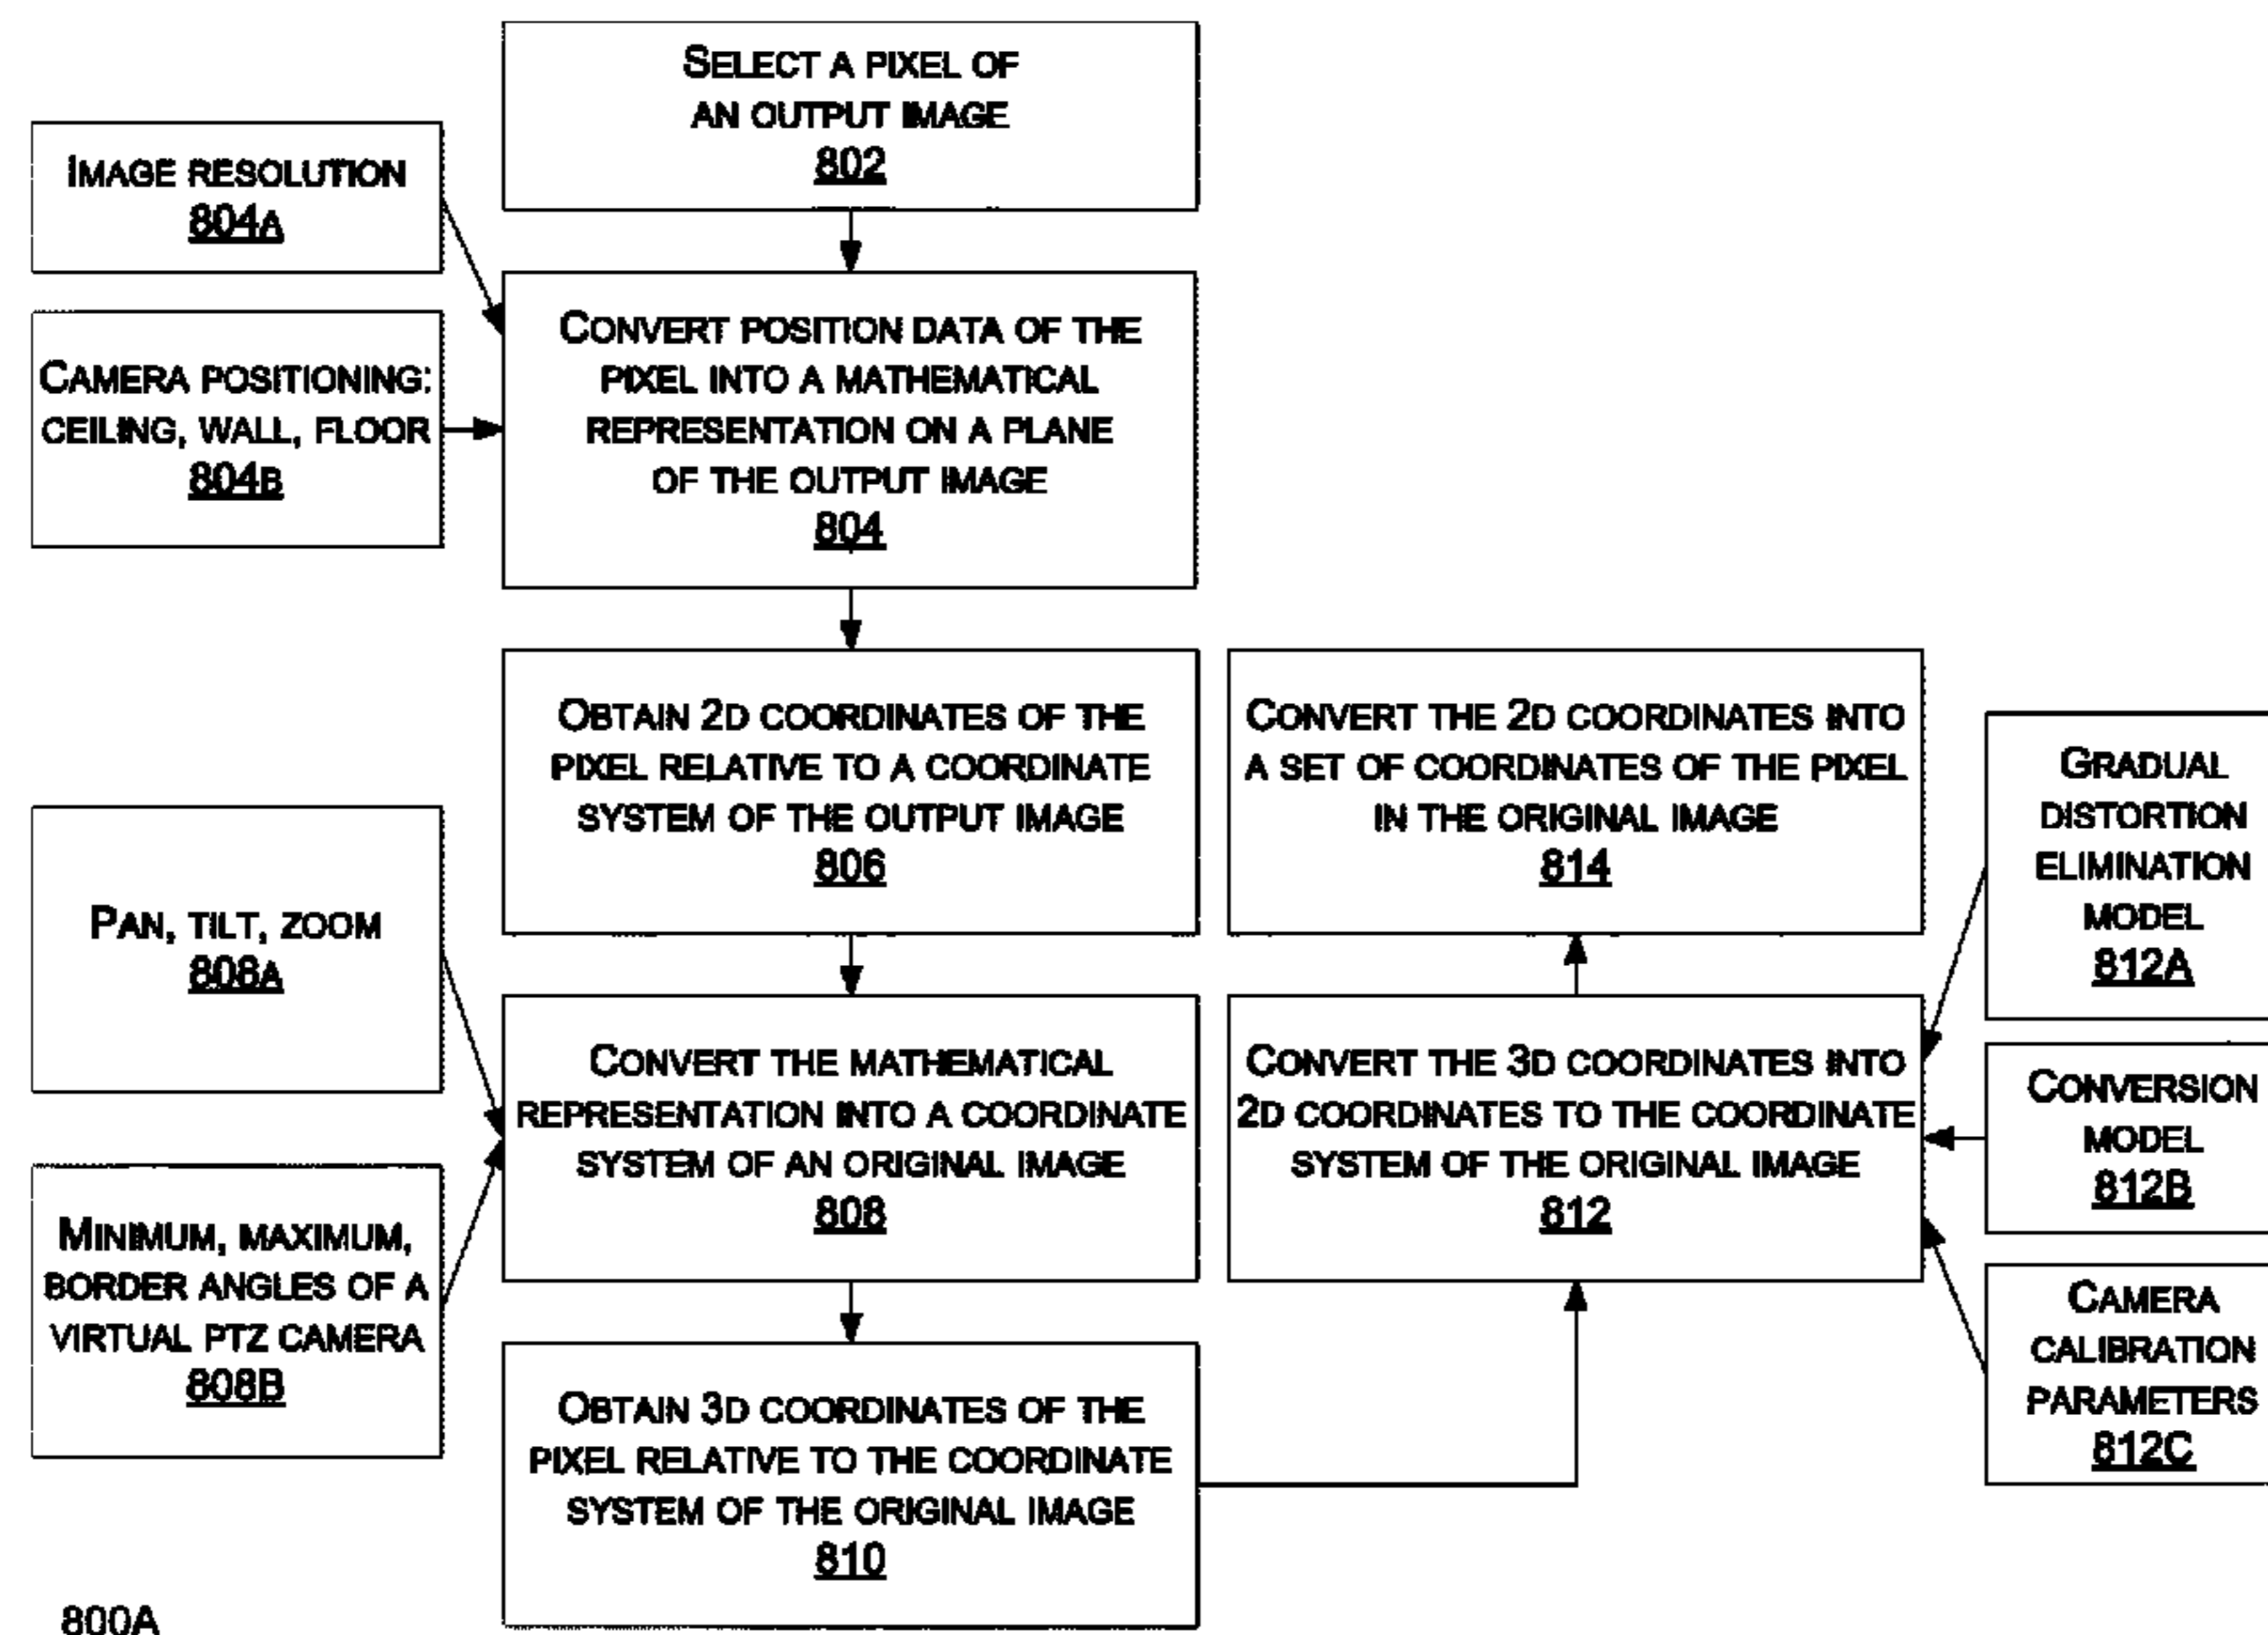 SELECT A PIXEL OF
AN OUTPUT IMAGE
802
IMAGE RESOLUTION
804A
CAMERA POSITIONING:
CEILING, WALL, FLOOR
804B
CONVERT POSITION DATA OF THE
PIXEL INTO A MATHEMATICAL
REPRESENTATION ON A PLANE
OF THE OUTPUT IMAGE
804
OBTAIN 2D COORDINATES OF THE
PIXEL RELATIVE TO A COORDINATE
SYSTEM OF THE OUTPUT IMAGE
806
PAN, TILT, ZOOM
808A
MINIMUM, MAXIMUM,
BORDER ANGLES OF A
VIRTUAL PTZ CAMERA
808B
CONVERT THE MATHEMATICAL
REPRESENTATION INTO A COORDINATE
SYSTEM OF AN ORIGINAL IMAGE
808
OBTAIN 3D COORDINATES OF THE
PIXEL RELATIVE TO THE COORDINATE
SYSTEM OF THE ORIGINAL IMAGE
810
CONVERT THE 2D COORDINATES INTO
A SET OF COORDINATES OF THE PIXEL
IN THE ORIGINAL IMAGE
814
CONVERT THE 3D COORDINATES INTO
2D COORDINATES TO THE COORDINATE
SYSTEM OF THE ORIGINAL IMAGE
812
GRADUAL
DISTORTION
ELIMINATION
MODEL
812A
CONVERSION
MODEL
812B
CAMERA
CALIBRATION
PARAMETERS
812C
800A